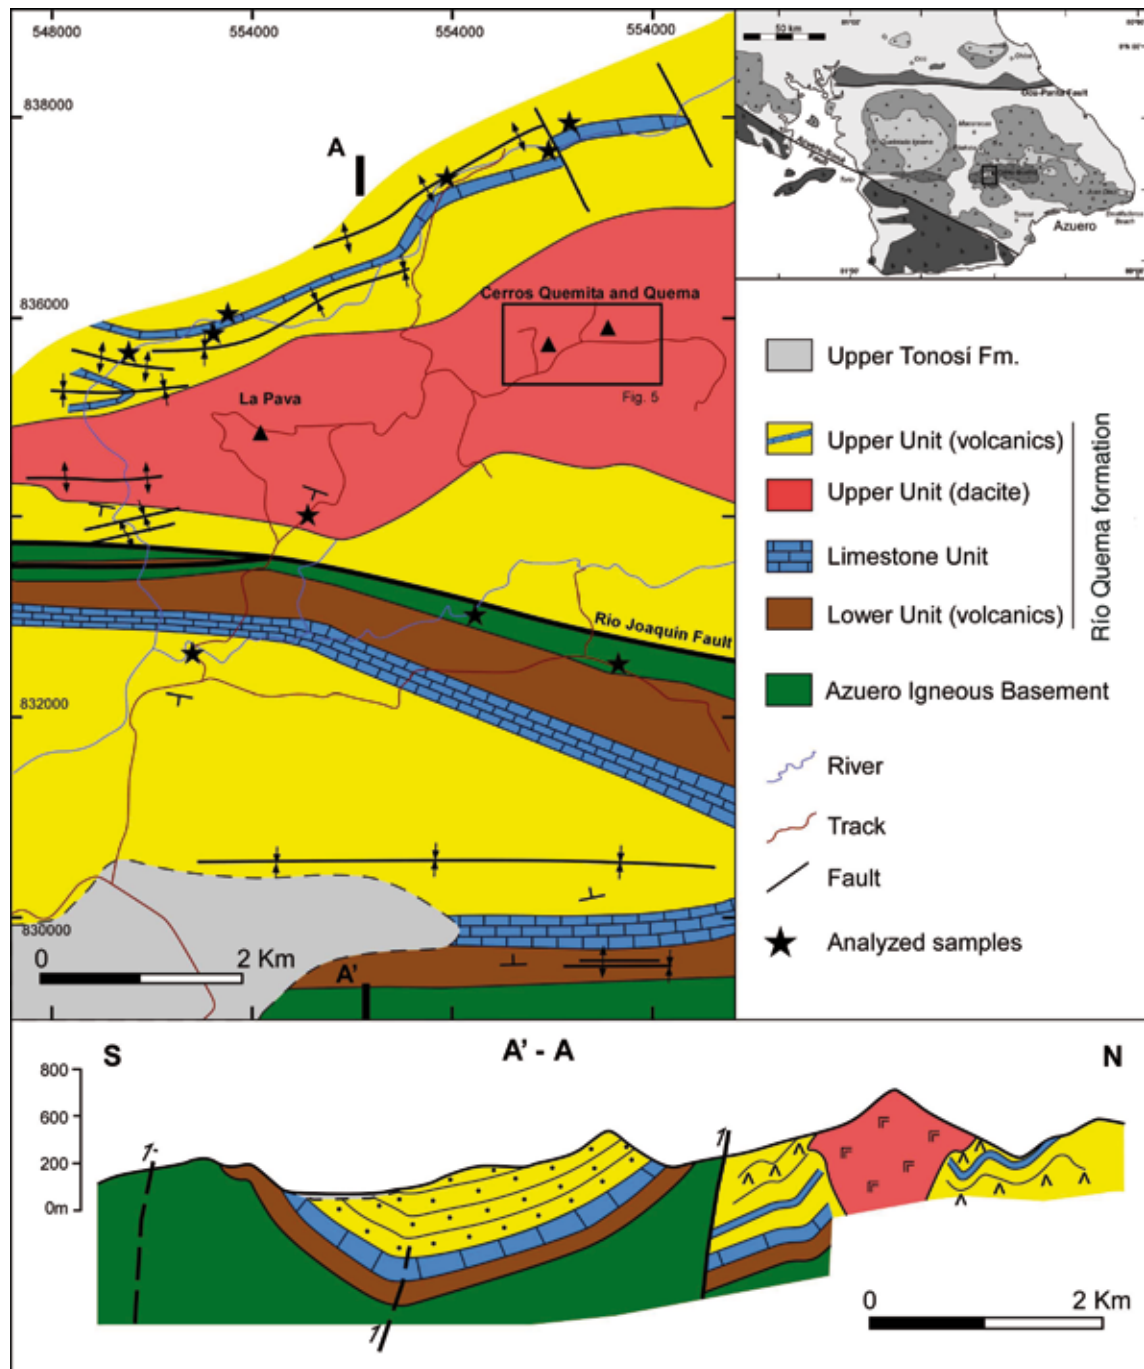 548000 554000 554000 554000
838000
A
836000
Cerros Quemita and Quema
Fig. 5
La Pava
Río Joaquín Fault
832000
830000
0 2 Km
A'
50 km
Ocú-Parita Fault
Azuero
Upper Tonosí Fm.
Upper Unit (volcanics)
Upper Unit (dacite)
Limestone Unit
Lower Unit (volcanics)
Río Quema formation
Azuero Igneous Basement
River
Track
Fault
Analyzed samples
S A' - A N
800
600
200
0m
0 2 Km